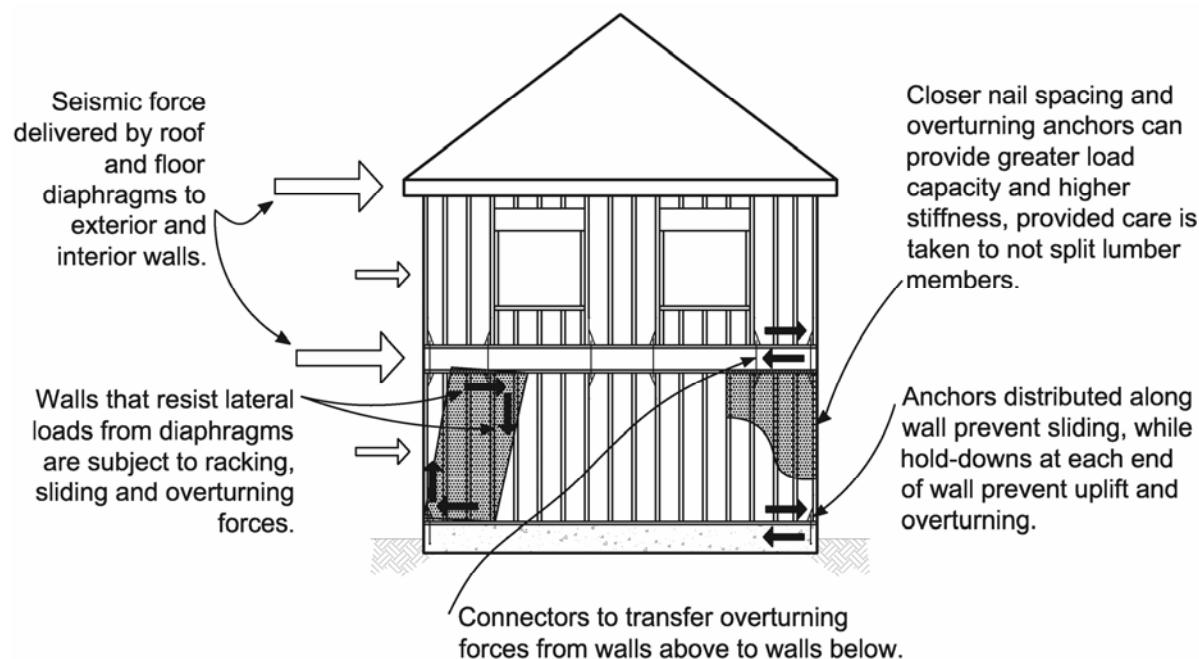 Seismic force
delivered by roof
and floor
diaphragms to
exterior and
interior walls.
Walls that resist lateral
loads from diaphragms
are subject to racking,
sliding and overturning
forces.
Closer nail spacing and
overturning anchors can
provide greater load
capacity and higher
stiffness, provided care is
taken to not split lumber
members.
Anchors distributed along
wall prevent sliding, while
hold-downs at each end
of wall prevent uplift and
overturning.
Connectors to transfer overturning
forces from walls above to walls below.